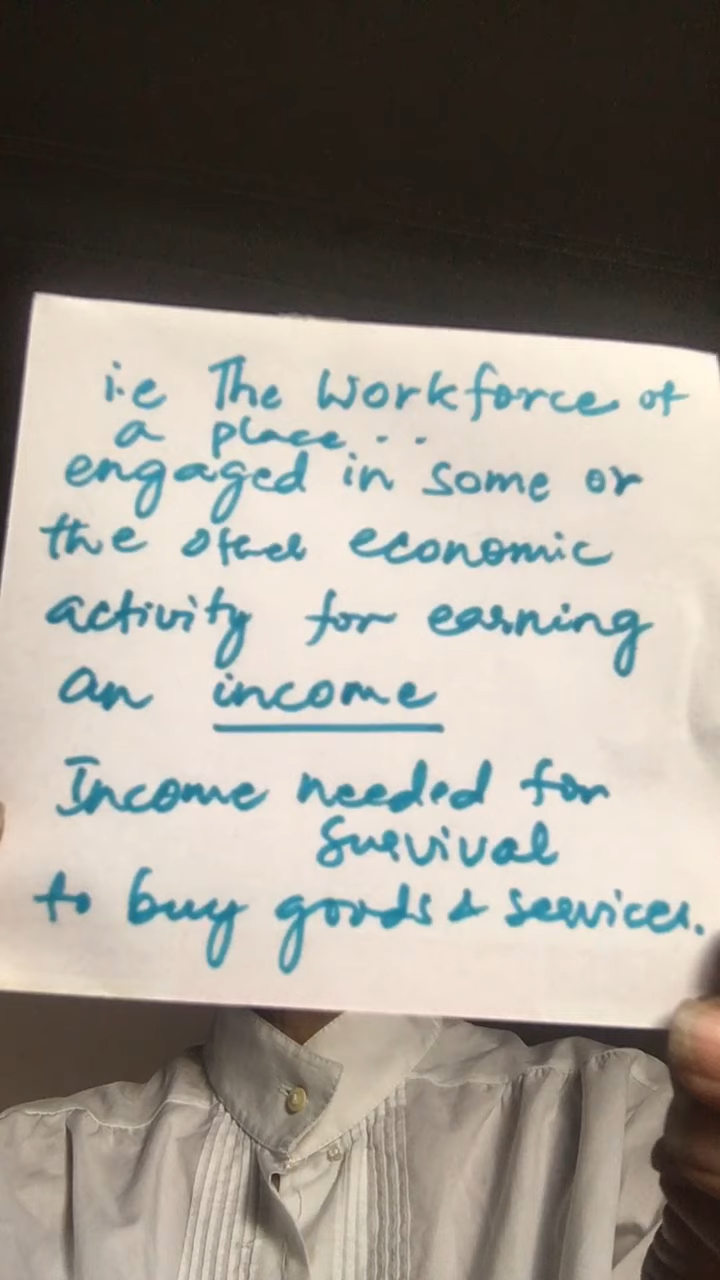 i.e The Workforce of
a place...
engaged in some or
the other economic
activity for earning
an income
Income needed for
survival
to buy goods & services.